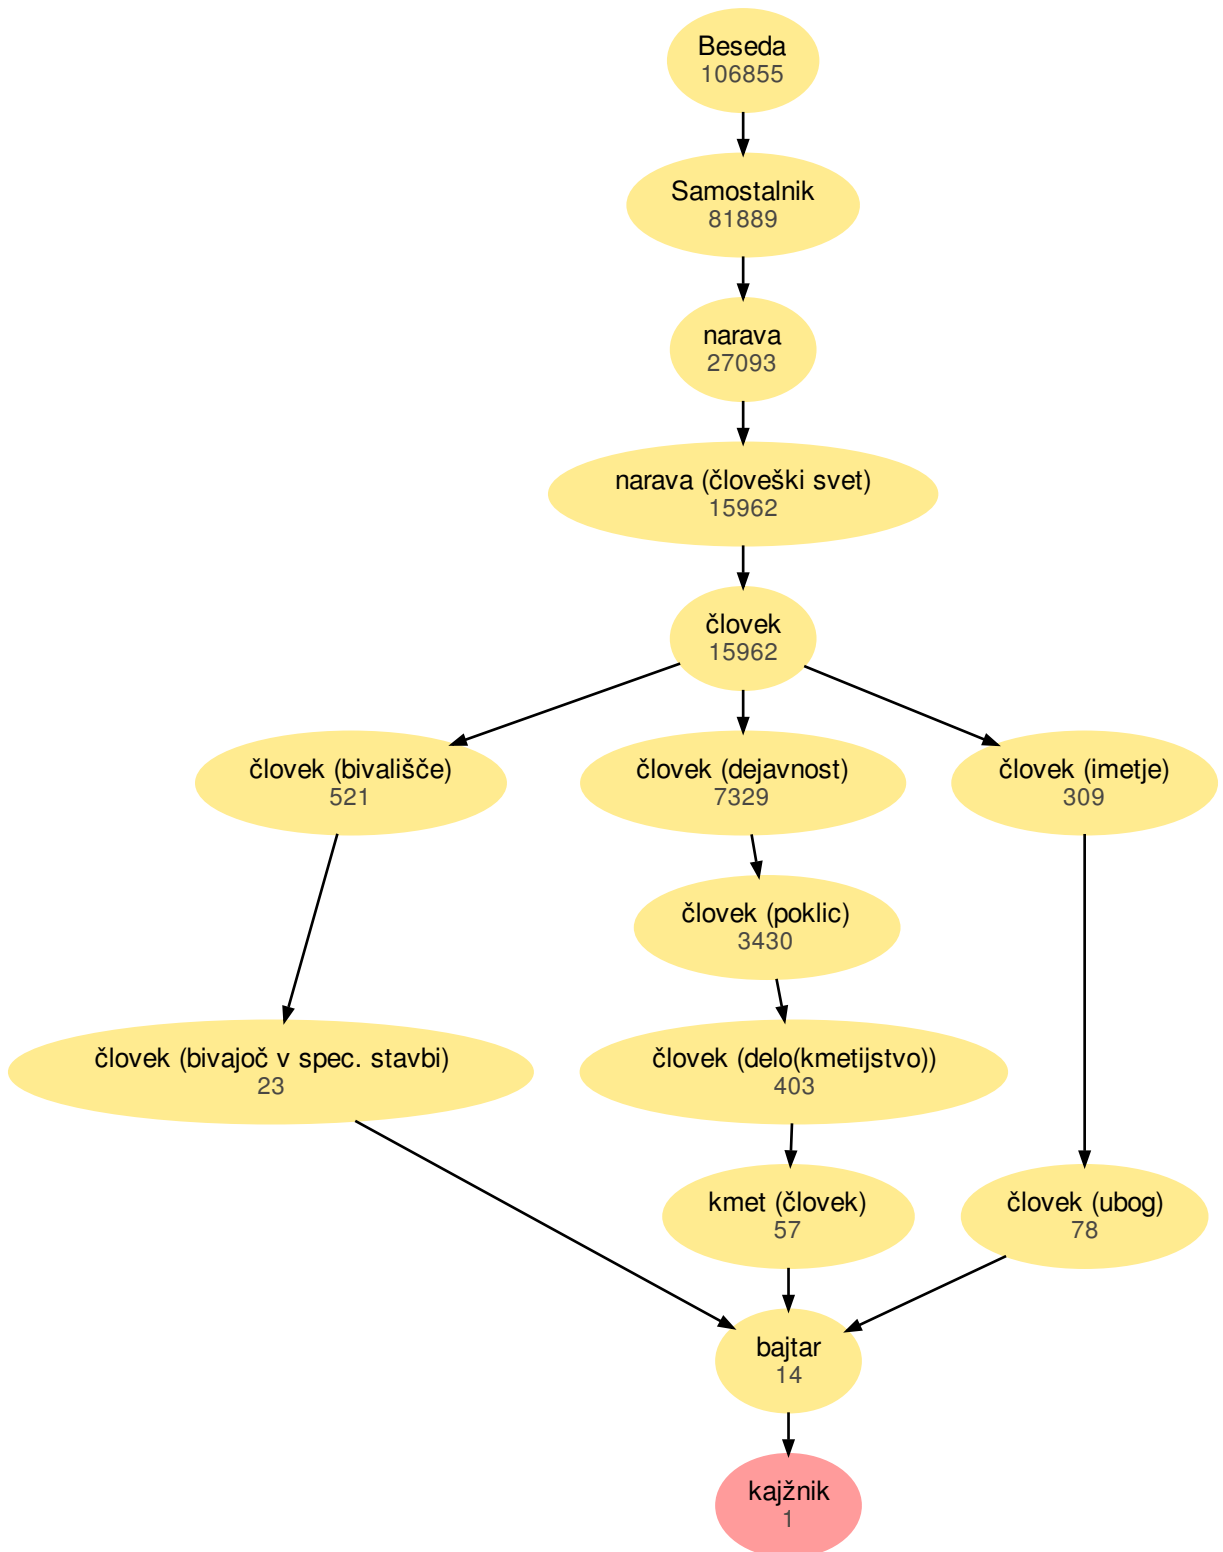 Beseda
106855
Samostalnik
81889
narava
27093
narava (človeški svet)
15962
človek
15962
človek (bivališče)
521
človek (dejavnost)
7329
človek (imetje)
309
človek (poklic)
3430
človek (bivajoč v spec. stavbi)
23
človek (delo(kmetijstvo))
403
kmet (človek)
57
človek (ubog)
78
bajtar
14
kajžnik
1